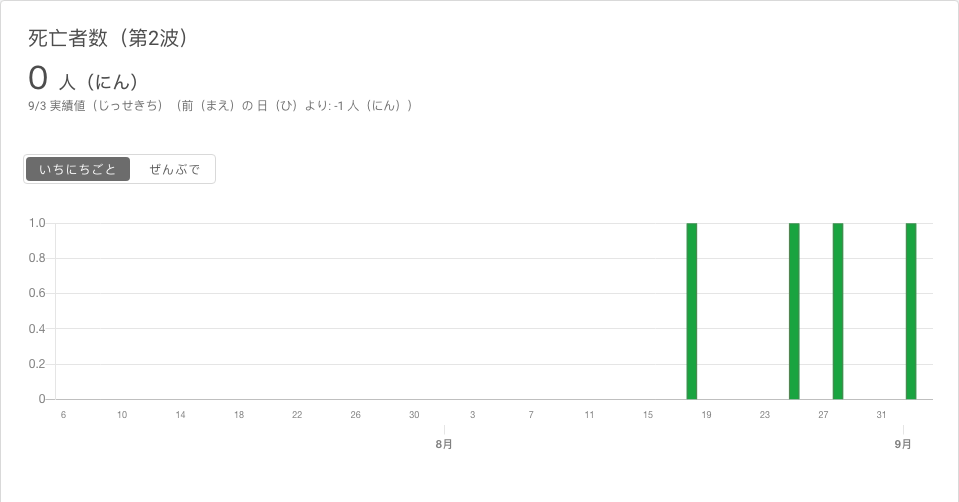 死亡者数（第2波）
0 人（にん）
9/3 実績値（じっせきち）（前（まえ）の 日（ひ）より: -1 人（にん））
いちにちごと ぜんぶで
1.0
0.8
0.6
0.4
0.2
0
6 10 14 18 22 26 30 3 7 11 15 19 23 27 31
8月 9月